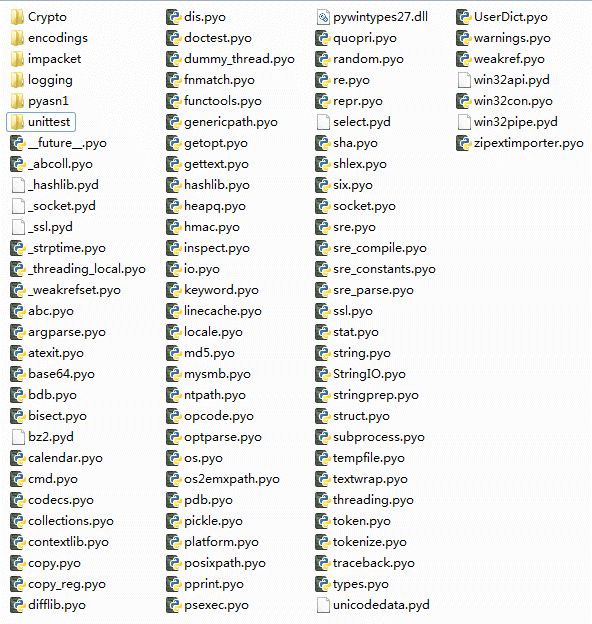 Crypto
encodings
impacket
logging
pyasn1
unittest
__future__.pyo
_abcoll.pyo
_hashlib.pyd
_socket.pyd
_ssl.pyd
_strptime.pyo
_threading_local.pyo
_weakrefset.pyo
abc.pyo
argparse.pyo
atexit.pyo
base64.pyo
bdb.pyo
bisect.pyo
bz2.pyd
calendar.pyo
cmd.pyo
codecs.pyo
collections.pyo
contextlib.pyo
copy.pyo
copy_reg.pyo
difflib.pyo
dis.pyo
doctest.pyo
dummy_thread.pyo
fnmatch.pyo
functools.pyo
genericpath.pyo
getopt.pyo
gettext.pyo
hashlib.pyo
heapq.pyo
hmac.pyo
inspect.pyo
io.pyo
keyword.pyo
linecache.pyo
locale.pyo
md5.pyo
mysmb.pyo
ntpath.pyo
opcode.pyo
optparse.pyo
os.pyo
os2emxpath.pyo
pdb.pyo
pickle.pyo
platform.pyo
posixpath.pyo
pprint.pyo
psexec.pyo
pywintypes27.dll
quopri.pyo
random.pyo
re.pyo
repr.pyo
select.pyd
sha.pyo
shlex.pyo
six.pyo
socket.pyo
sre.pyo
sre_compile.pyo
sre_constants.pyo
sre_parse.pyo
ssl.pyo
stat.pyo
string.pyo
StringIO.pyo
stringprep.pyo
struct.pyo
subprocess.pyo
tempfile.pyo
textwrap.pyo
threading.pyo
token.pyo
tokenize.pyo
traceback.pyo
types.pyo
unicodedata.pyd
UserDict.pyo
warnings.pyo
weakref.pyo
win32api.pyd
win32con.pyo
win32pipe.pyd
zipextimporter.pyo